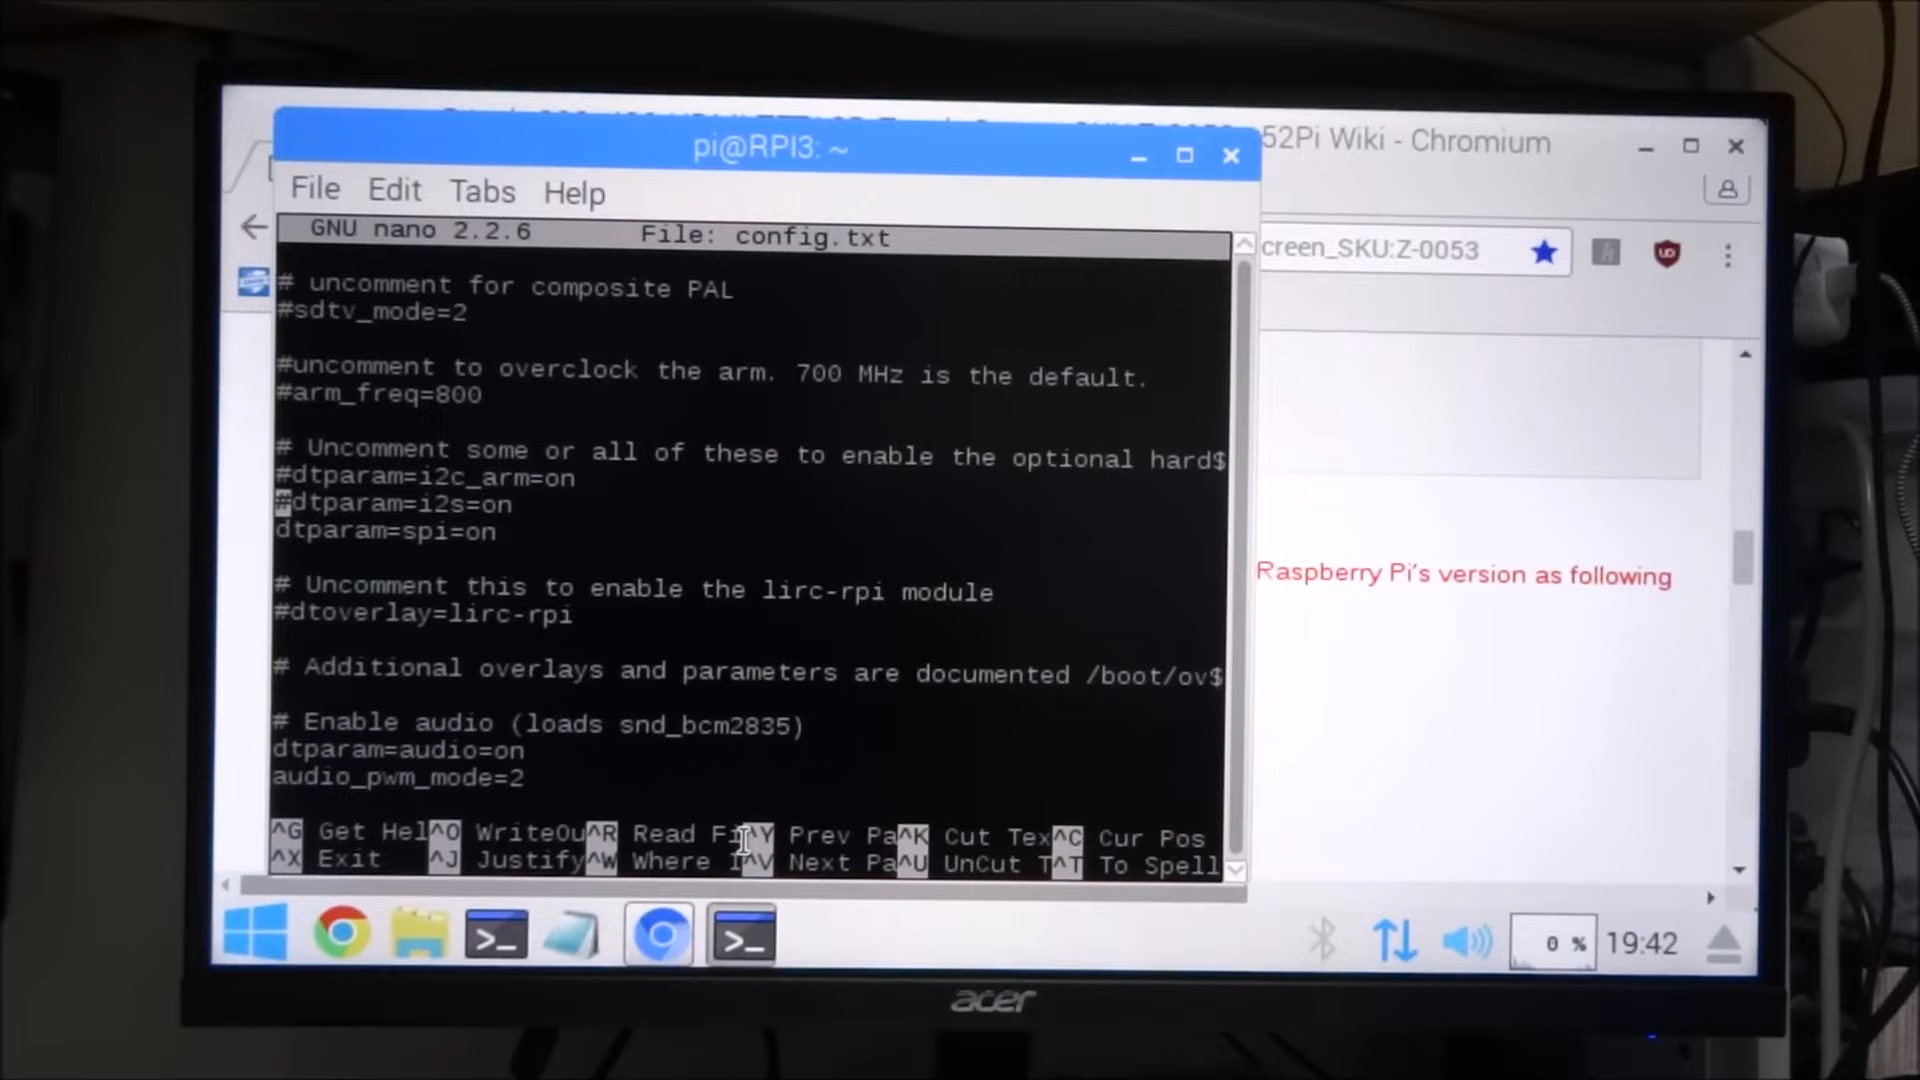 52Pi Wiki - Chromium
pi@RPI3: ~
File Edit Tabs Help
creen_SKU:Z-0053
GNU nano 2.2.6 File: config.txt
# uncomment for composite PAL
#sdtv_mode=2
#uncomment to overclock the arm. 700 MHz is the default.
#arm_freq=800
# Uncomment some or all of these to enable the optional hard$
#dtparam=i2c_arm=on
#dtparam=i2s=on
dtparam=spi=on
Raspberry Pi's version as following
# Uncomment this to enable the lirc-rpi module
#dtoverlay=lirc-rpi
# Additional overlays and parameters are documented /boot/ov$
# Enable audio (loads snd_bcm2835)
dtparam=audio=on
audio_pwm_mode=2
^G Get Hel^O WriteOu^R Read Fi^Y Prev Pa^K Cut Tex^C Cur Pos
^X Exit ^J Justify^W Where I^V Next Pa^U UnCut T^T To Spell
0 % 19:42
acer